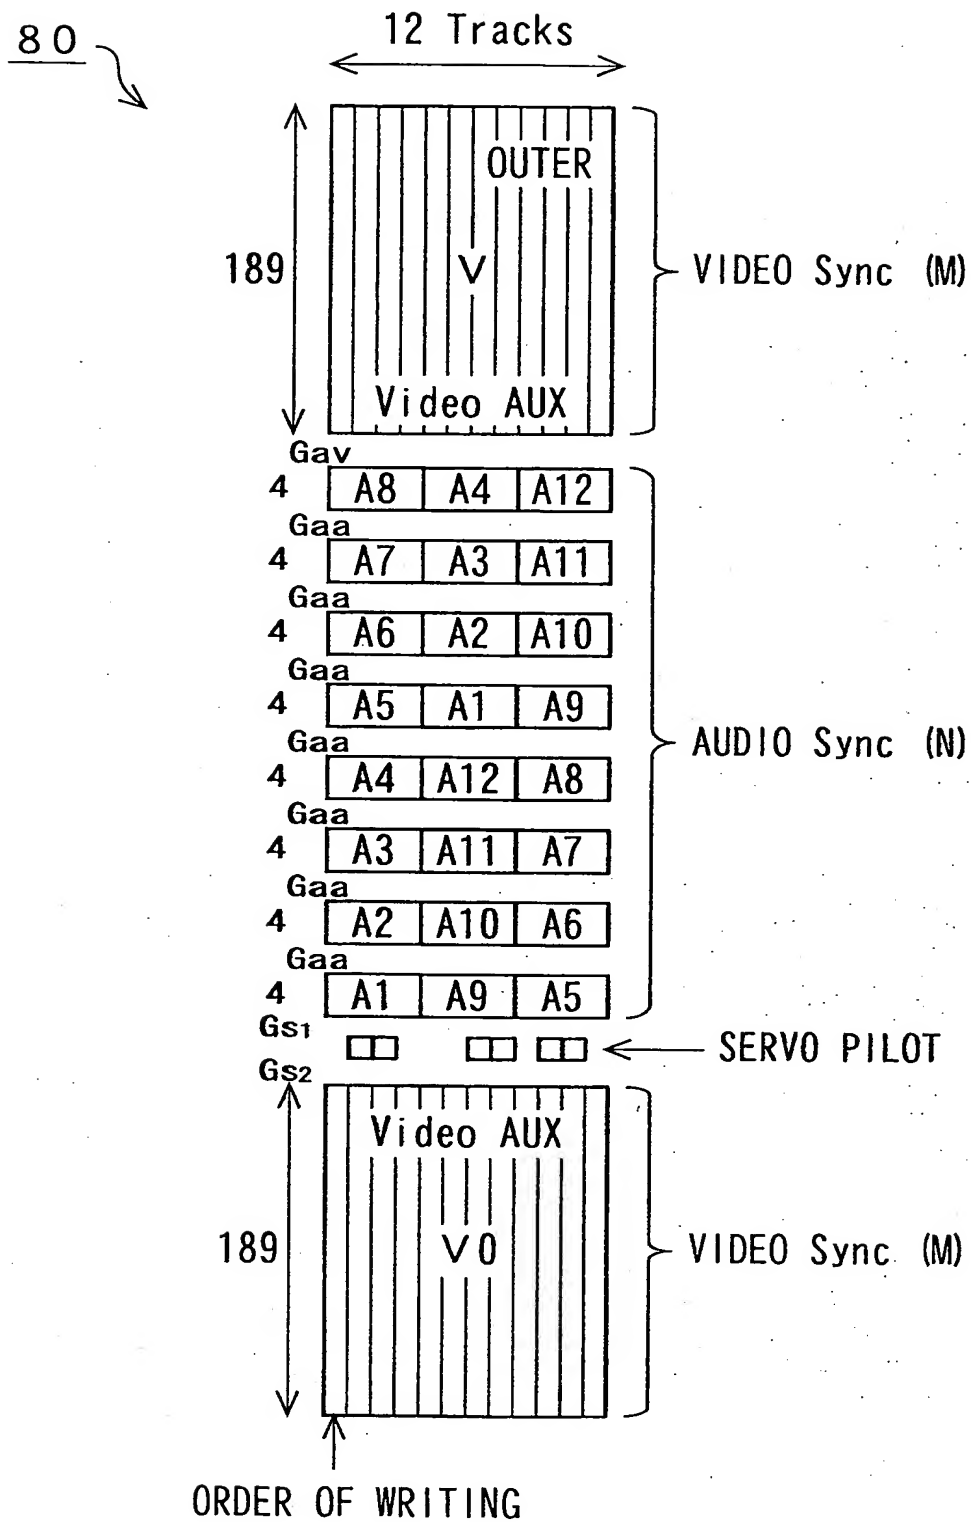 80
12 Tracks
OUTER
189 V VIDEO Sync (M)
Video AUX
Gav
4 A8 A4 A12
Gaa
4 A7 A3 A11
Gaa
4 A6 A2 A10
Gaa
4 A5 A1 A9
Gaa
AUDIO Sync (N)
4 A4 A12 A8
Gaa
4 A3 A11 A7
Gaa
4 A2 A10 A6
Gaa
4 A1 A9 A5
Gs1
SERVO PILOT
Gs2
Video AUX
189 V0 VIDEO Sync (M)
ORDER OF WRITING